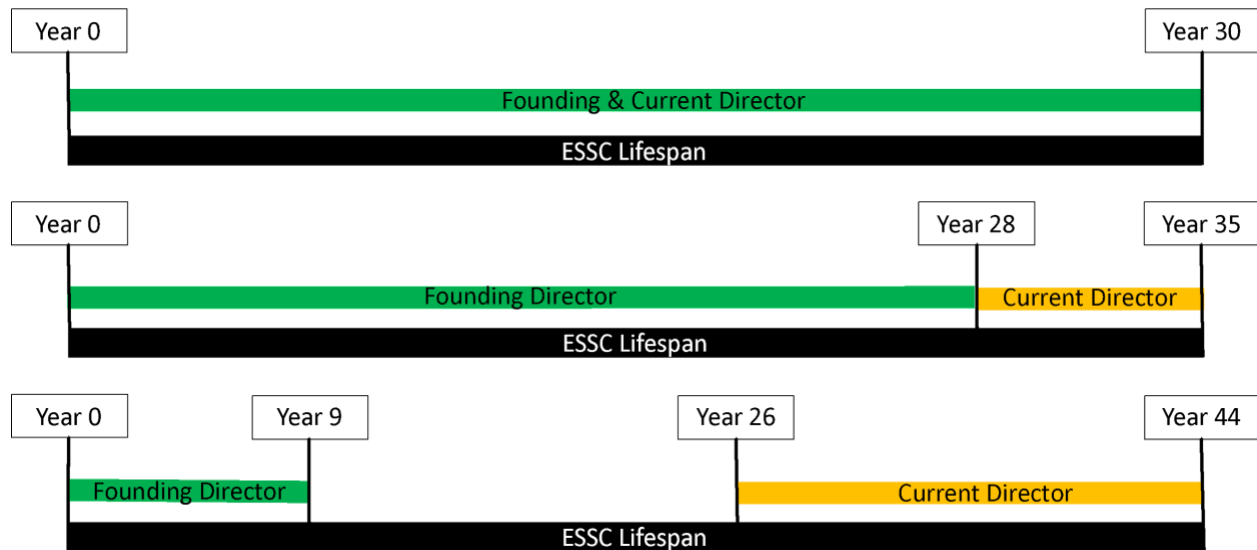 Year 0
Year 30
Founding & Current Director
ESSC Lifespan
Year 0
Year 28
Year 35
Founding Director
Current Director
ESSC Lifespan
Year 0
Year 9
Year 26
Year 44
Founding Director
Current Director
ESSC Lifespan